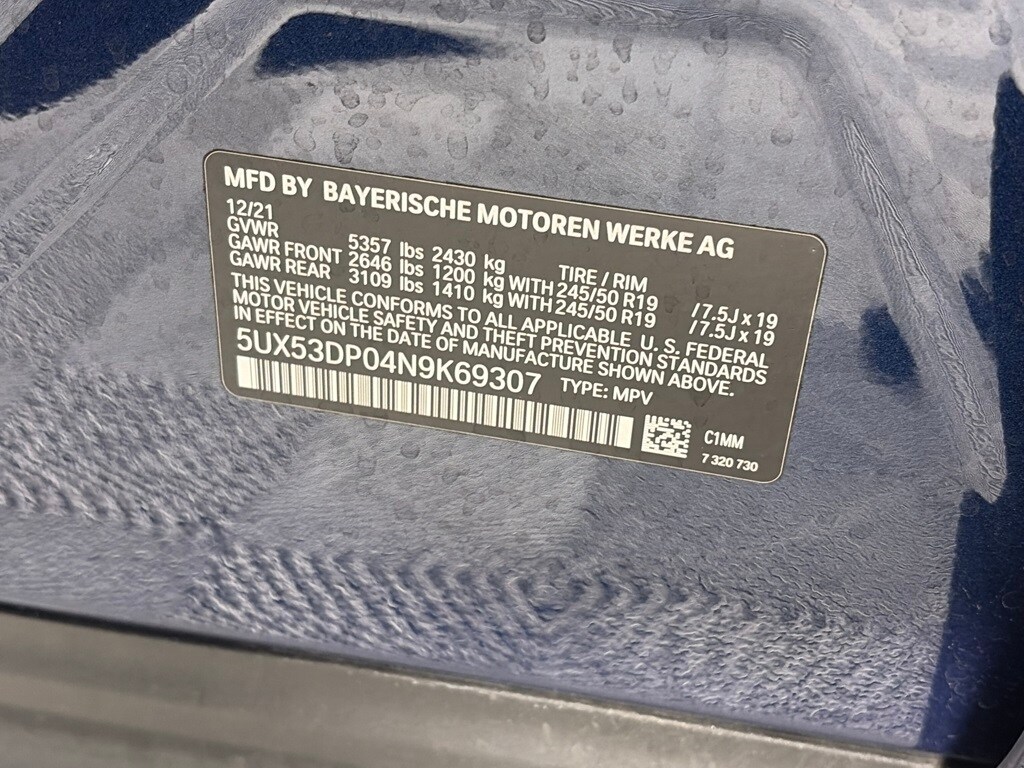 MFD BY BAYERISCHE MOTOREN WERKE AG
12/21
GVWR 5357 lbs 2430 kg TIRE / RIM
GAWR FRONT 2646 lbs 1200 kg WITH 245/50 R19 /7.5J x 19
GAWR REAR 3109 lbs 1410 kg WITH 245/50 R19 /7.5J x 19
THIS VEHICLE CONFORMS TO ALL APPLICABLE U. S. FEDERAL
MOTOR VEHICLE SAFETY AND THEFT PREVENTION STANDARDS
IN EFFECT ON THE DATE OF MANUFACTURE SHOWN ABOVE.
5UX53DP04N9K69307 TYPE: MPV
C1MM
7 320 730